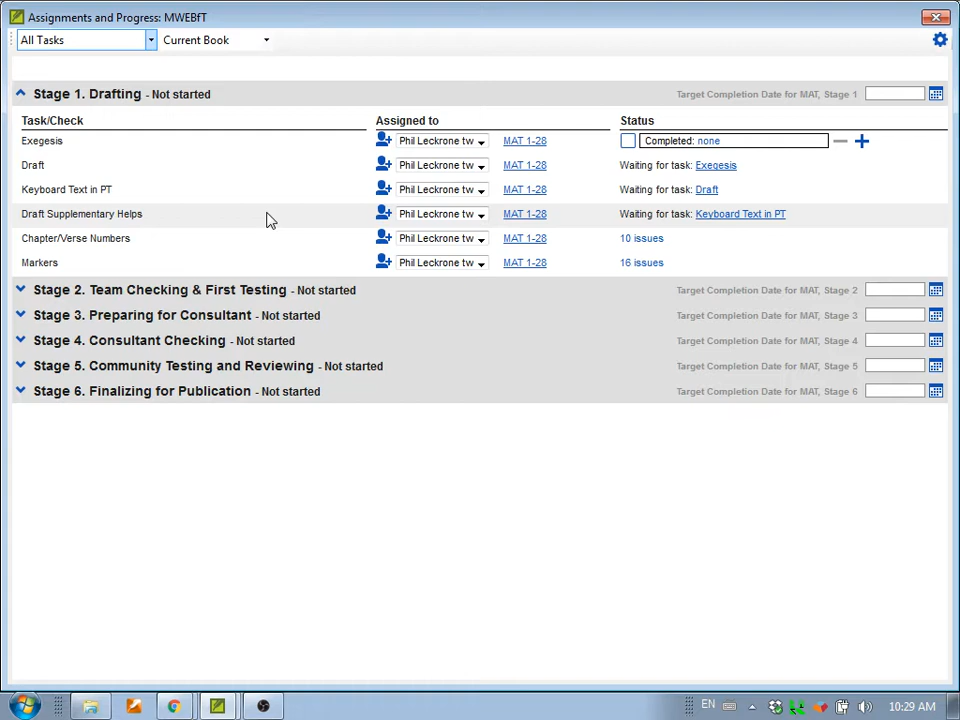 Assignments and Progress: MWEBfT
All Tasks Current Book
Stage 1. Drafting - Not started Target Completion Date for MAT, Stage 1
Task/Check Assigned to Status
Exegesis Phil Leckrone tw MAT 1-28 Completed: none
Draft Phil Leckrone tw MAT 1-28 Waiting for task: Exegesis
Keyboard Text in PT Phil Leckrone tw MAT 1-28 Waiting for task: Draft
Draft Supplementary Helps Phil Leckrone tw MAT 1-28 Waiting for task: Keyboard Text in PT
Chapter/Verse Numbers Phil Leckrone tw MAT 1-28 10 issues
Markers Phil Leckrone tw MAT 1-28 16 issues
Stage 2. Team Checking & First Testing - Not started Target Completion Date for MAT, Stage 2
Stage 3. Preparing for Consultant - Not started Target Completion Date for MAT, Stage 3
Stage 4. Consultant Checking - Not started Target Completion Date for MAT, Stage 4
Stage 5. Community Testing and Reviewing - Not started Target Completion Date for MAT, Stage 5
Stage 6. Finalizing for Publication - Not started Target Completion Date for MAT, Stage 6
EN 10:29 AM